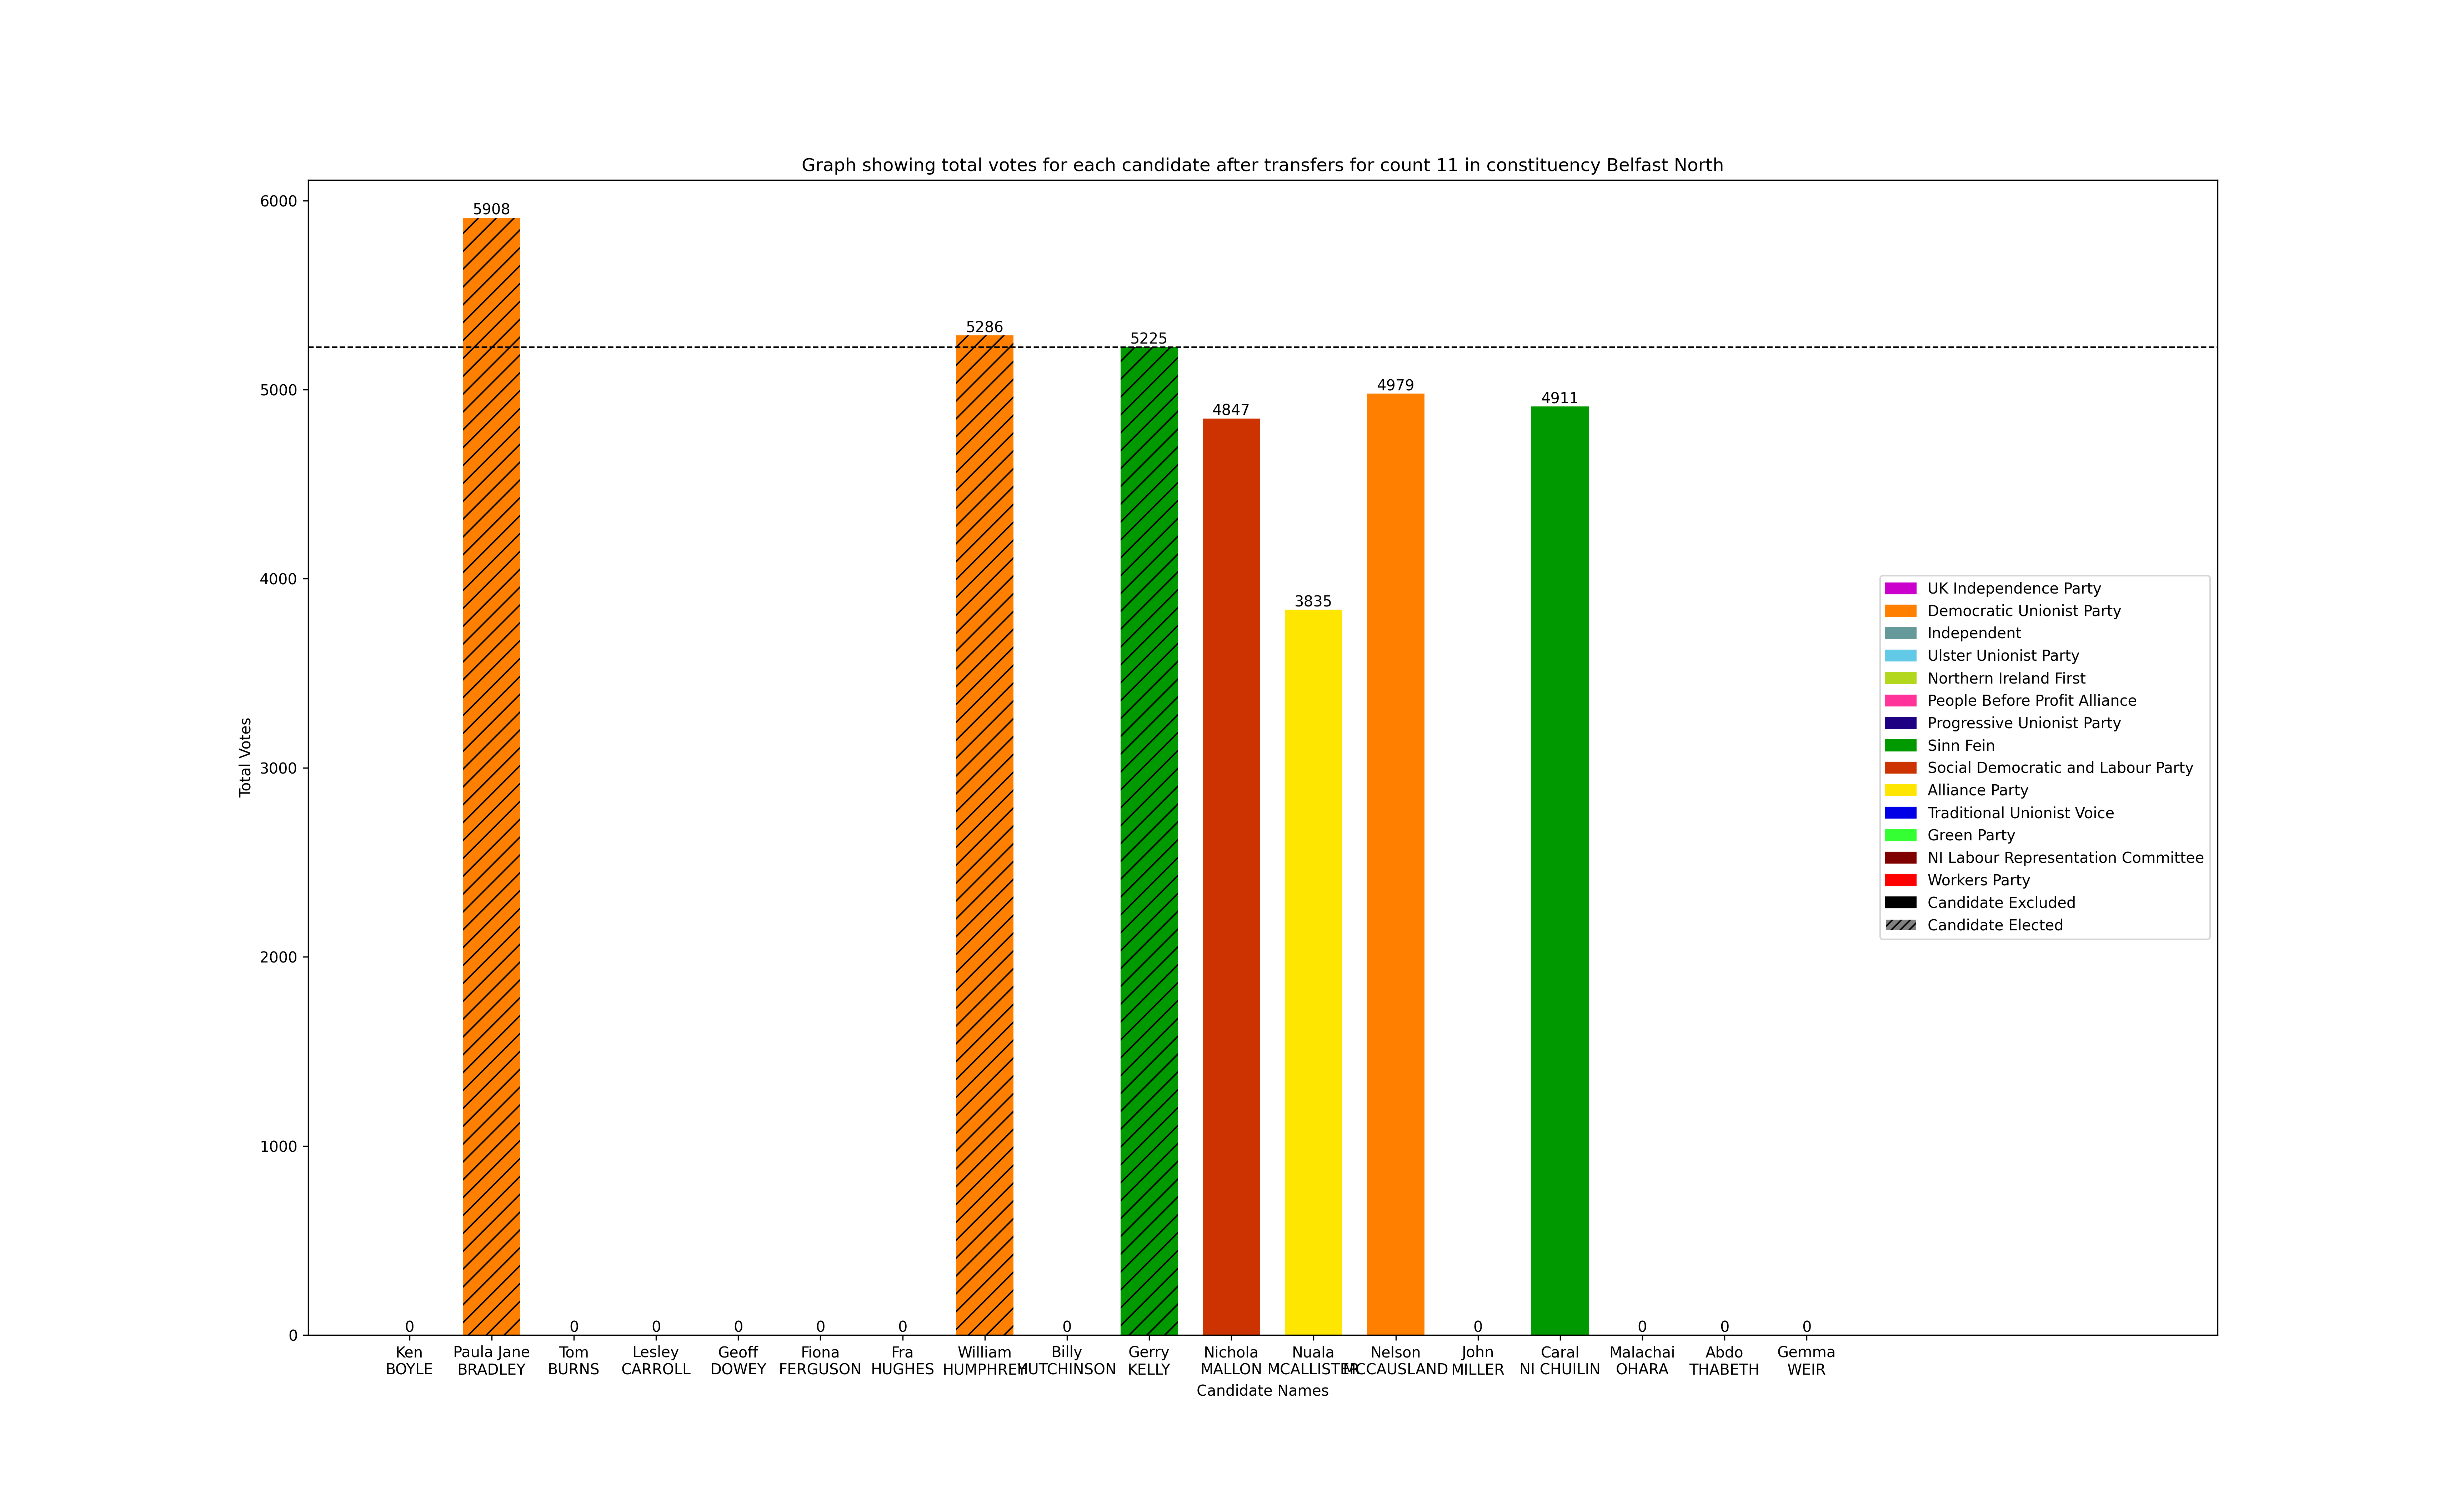 Graph showing total votes for each candidate after transfers for count 11 in constituency Belfast North
6000
5000
4000
3000
2000
1000
0
Total Votes
0
5908
0
0
0
0
0
5286
0
5225
4847
3835
4979
0
4911
0
0
0
UK Independence Party
Democratic Unionist Party
Independent
Ulster Unionist Party
Northern Ireland First
People Before Profit Alliance
Progressive Unionist Party
Sinn Fein
Social Democratic and Labour Party
Alliance Party
Traditional Unionist Voice
Green Party
NI Labour Representation Committee
Workers Party
Candidate Excluded
Candidate Elected
Ken
BOYLE
Paula Jane
BRADLEY
Tom
BURNS
Lesley
CARROLL
Geoff
DOWEY
Fiona
FERGUSON
Fra
HUGHES
William
HUMPHREY
Billy
HUTCHINSON
Gerry
KELLY
Nichola
MALLON
Nuala
MCALLISTER
Nelson
MCCAUSLAND
John
MILLER
Caral
NI CHUILIN
Malachai
OHARA
Abdo
THABETH
Gemma
WEIR
Candidate Names